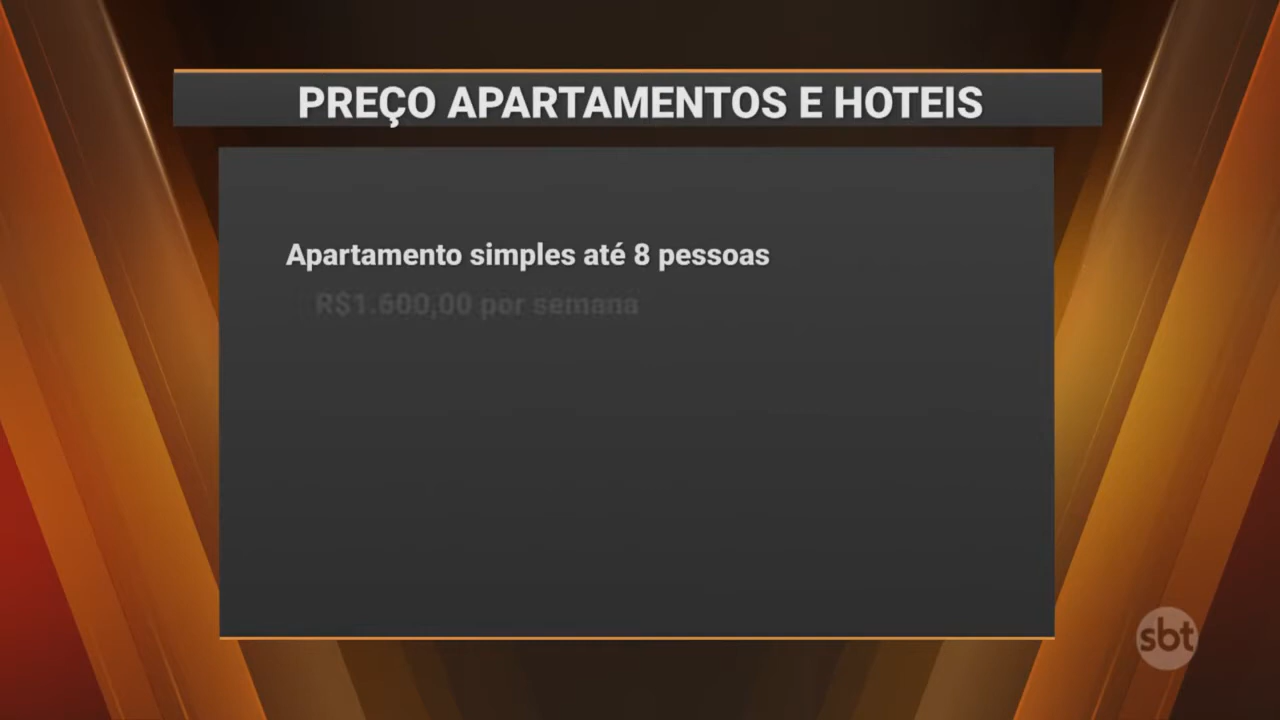 PREÇO APARTAMENTOS E HOTEIS
Apartamento simples até 8 pessoas
R$1.600,00 por semana
sbt